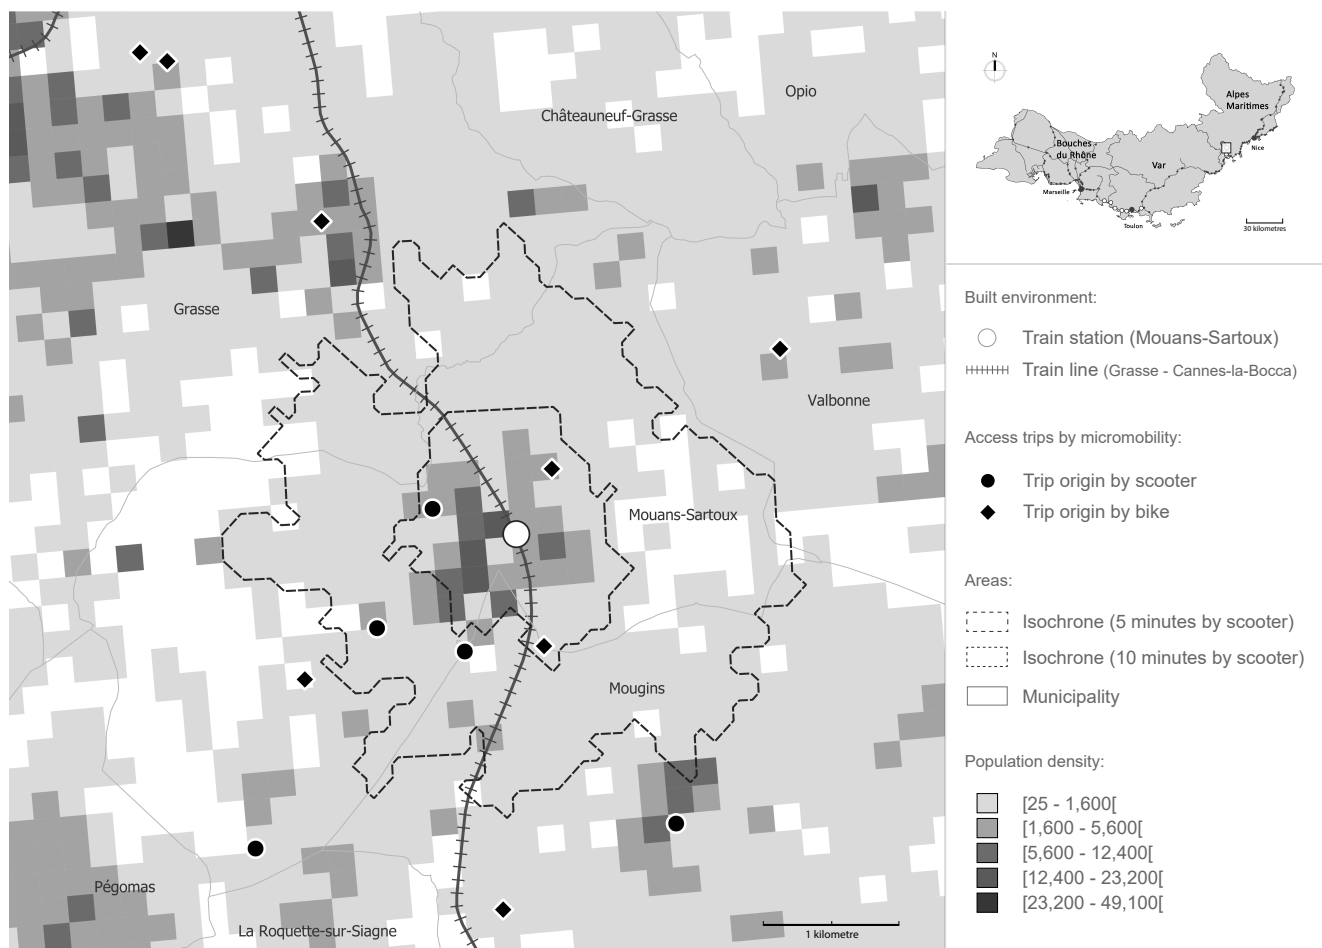 Opio
Châteauneuf-Grasse
Grasse
Valbonne
Mouans-Sartoux
Mougins
Pégomas
La Roquette-sur-Siagne
1 kilometre
N
Alpes
Maritimes
Bouches
du Rhône
Var
Nice
Marseille
Toulon
30 kilometres
Built environment:
Train station (Mouans-Sartoux)
Train line (Grasse - Cannes-la-Bocca)
Access trips by micromobility:
Trip origin by scooter
Trip origin by bike
Areas:
Isochrone (5 minutes by scooter)
Isochrone (10 minutes by scooter)
Municipality
Population density:
[25 - 1,600[
[1,600 - 5,600[
[5,600 - 12,400[
[12,400 - 23,200[
[23,200 - 49,100[